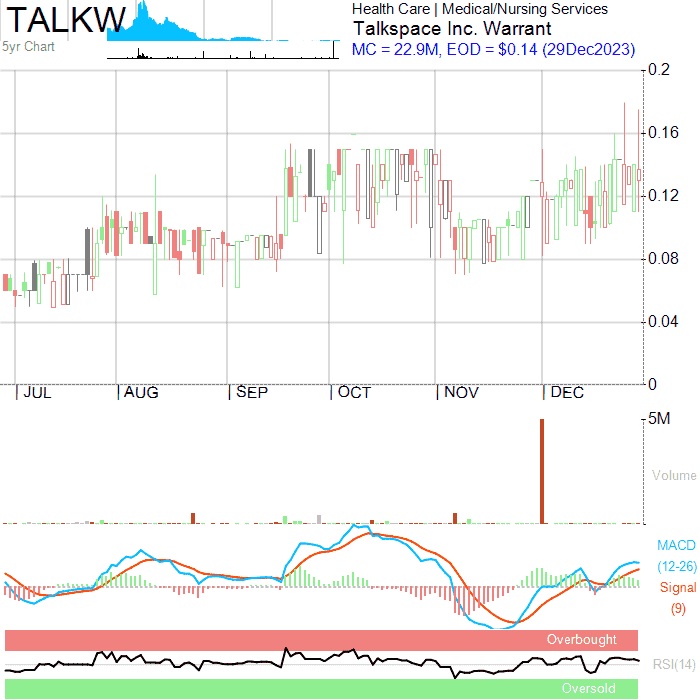 TALKW
5yr Chart
Health Care | Medical/Nursing Services
Talkspace Inc. Warrant
MC = 22.9M, EOD = $0.14 (29Dec2023)
0.2
0.16
0.12
0.08
0.04
0
JUL AUG SEP OCT NOV DEC
5M
Volume
MACD
(12-26)
Signal
(9)
Overbought
RSI(14)
Oversold